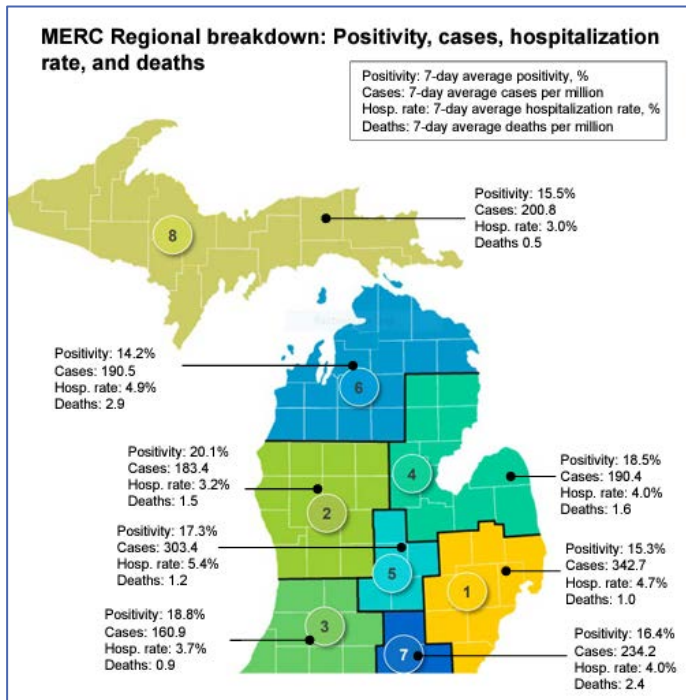 MERC Regional breakdown: Positivity, cases, hospitalization
rate, and deaths
Positivity: 7-day average positivity, %
Cases: 7-day average cases per million
Hosp. rate: 7-day average hospitalization rate, %
Deaths: 7-day average deaths per million
Positivity: 15.5%
Cases: 200.8
Hosp. rate: 3.0%
Deaths 0.5
8
Positivity: 14.2%
Cases: 190.5
Hosp. rate: 4.9%
Deaths: 2.9
6
Positivity: 20.1%
Cases: 183.4
Hosp. rate: 3.2%
Deaths: 1.5
2
4
Positivity: 18.5%
Cases: 190.4
Hosp. rate: 4.0%
Deaths: 1.6
Positivity: 17.3%
Cases: 303.4
Hosp. rate: 5.4%
Deaths: 1.2
5
1
Positivity: 15.3%
Cases: 342.7
Hosp. rate: 4.7%
Deaths: 1.0
Positivity: 18.8%
Cases: 160.9
Hosp. rate: 3.7%
Deaths: 0.9
3
7
Positivity: 16.4%
Cases: 234.2
Hosp. rate: 4.0%
Deaths: 2.4